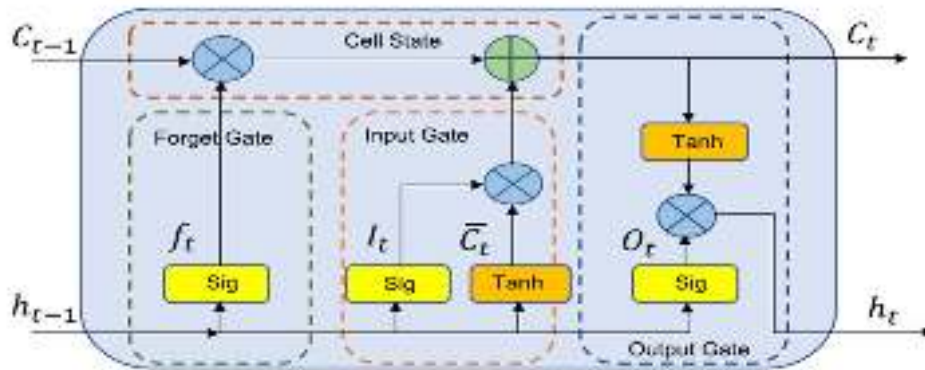 C_{t-1}
Cell State
C_t
Forget Gate
Input Gate
Tanh
f_t
I_t
\overline{C_t}
O_t
Sig
Sig
Tanh
Sig
h_{t-1}
h_t
Output Gate